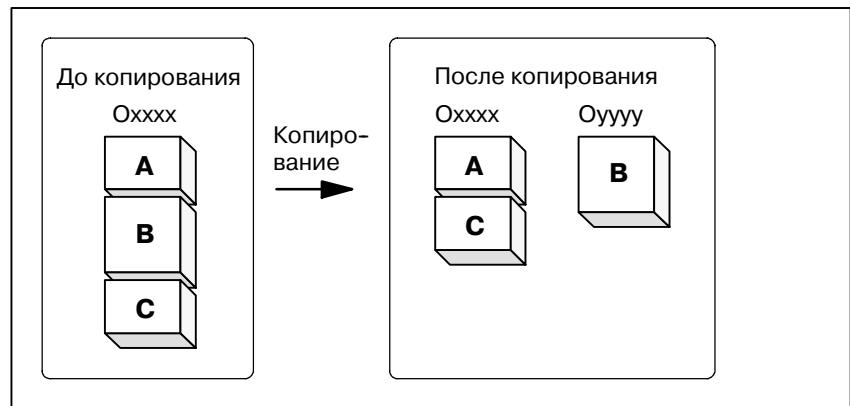 До копирования
Oxxxx
A
B
C
Копиро-
вание
После копирования
Oxxxx
Oyyyy
A
B
C